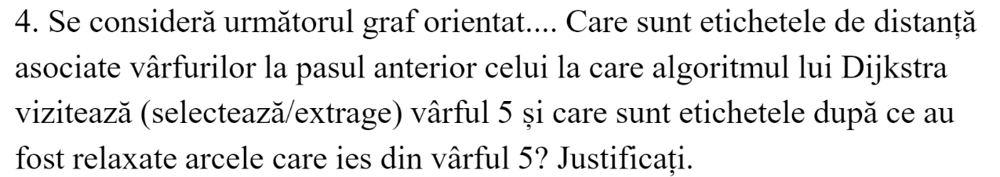 4. Se consideră următorul graf orientat.... Care sunt etichetele de distanță
asociate vârfurilor la pasul anterior celui la care algoritmul lui Dijkstra
vizitează (selectează/extrage) vârful 5 și care sunt etichetele după ce au
fost relaxate arcele care ies din vârful 5? Justificați.